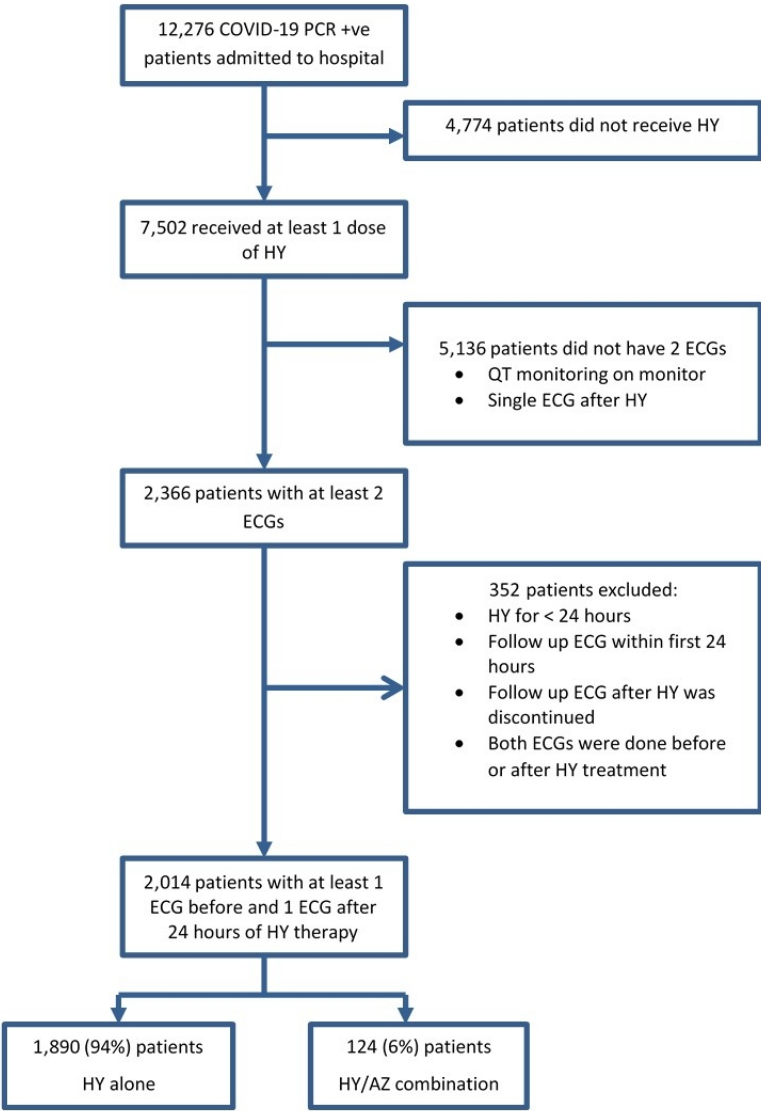 12,276 COVID-19 PCR +ve
patients admitted to hospital
4,774 patients did not receive HY
7,502 received at least 1 dose
of HY
5,136 patients did not have 2 ECGs
• QT monitoring on monitor
• Single ECG after HY
2,366 patients with at least 2
ECGs
352 patients excluded:
• HY for < 24 hours
• Follow up ECG within first 24
hours
• Follow up ECG after HY was
discontinued
• Both ECGs were done before
or after HY treatment
2,014 patients with at least 1
ECG before and 1 ECG after
24 hours of HY therapy
1,890 (94%) patients
HY alone
124 (6%) patients
HY/AZ combination